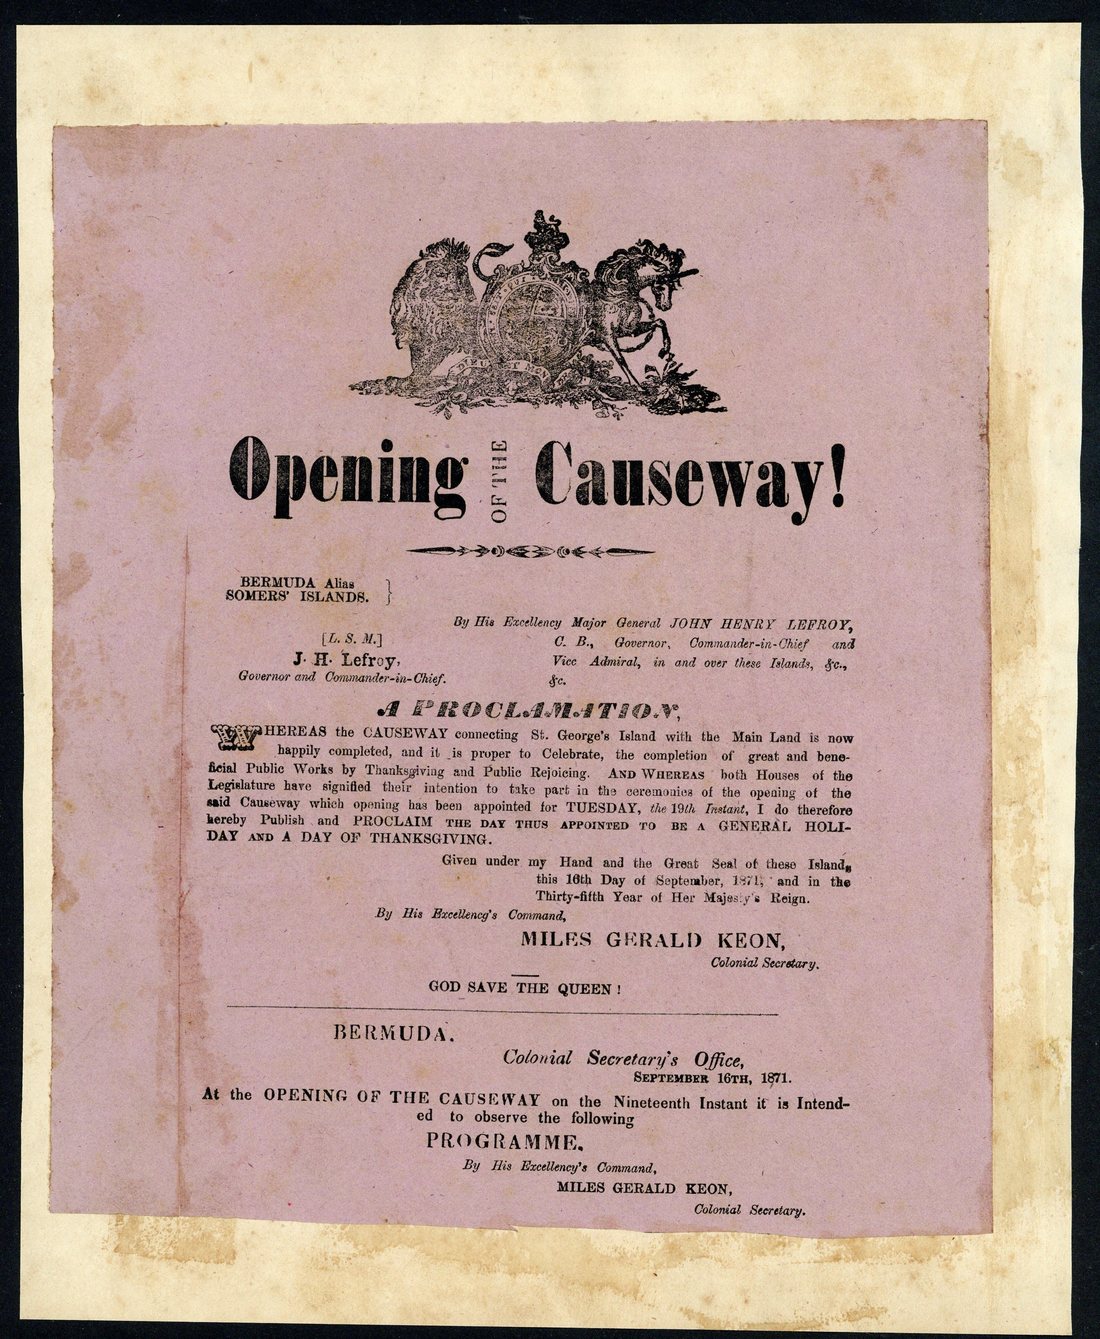 DIEU ET MON
Opening OF THE Causeway!
BERMUDA Alias
SOMERS' ISLANDS. }
By His Excellency Major General JOHN HENRY LEFROY,
C. B., Governor, Commander-in-Chief and
Vice Admiral, in and over these Islands, &c.,
&c.
[L. S. M.]
J. H. Lefroy,
Governor and Commander-in-Chief.
A PROCLAMATION,
WHEREAS the CAUSEWAY connecting St. George's Island with the Main Land is now
happily completed, and it is proper to Celebrate, the completion of great and bene-
ficial Public Works by Thanksgiving and Public Rejoicing. AND WHEREAS both Houses of the
Legislature have signified their intention to take part in the ceremonies of the opening of the
said Causeway which opening has been appointed for TUESDAY, the 19th Instant, I do therefore
hereby Publish and PROCLAIM THE DAY THUS APPOINTED TO BE A GENERAL HOLI-
DAY AND A DAY OF THANKSGIVING.
Given under my Hand and the Great Seal of these Islands
this 16th Day of September, 1871, and in the
Thirty-fifth Year of Her Majesty's Reign.
By His Excellencg's Command,
MILES GERALD KEON,
Colonial Secretary.
GOD SAVE THE QUEEN!
BERMUDA.
Colonial Secretary's Office,
SEPTEMBER 16TH, 1871.
At the OPENING OF THE CAUSEWAY on the Nineteenth Instant it is Intend-
ed to observe the following
PROGRAMME.
By His Excellency's Command,
MILES GERALD KEON,
Colonial Secretary.